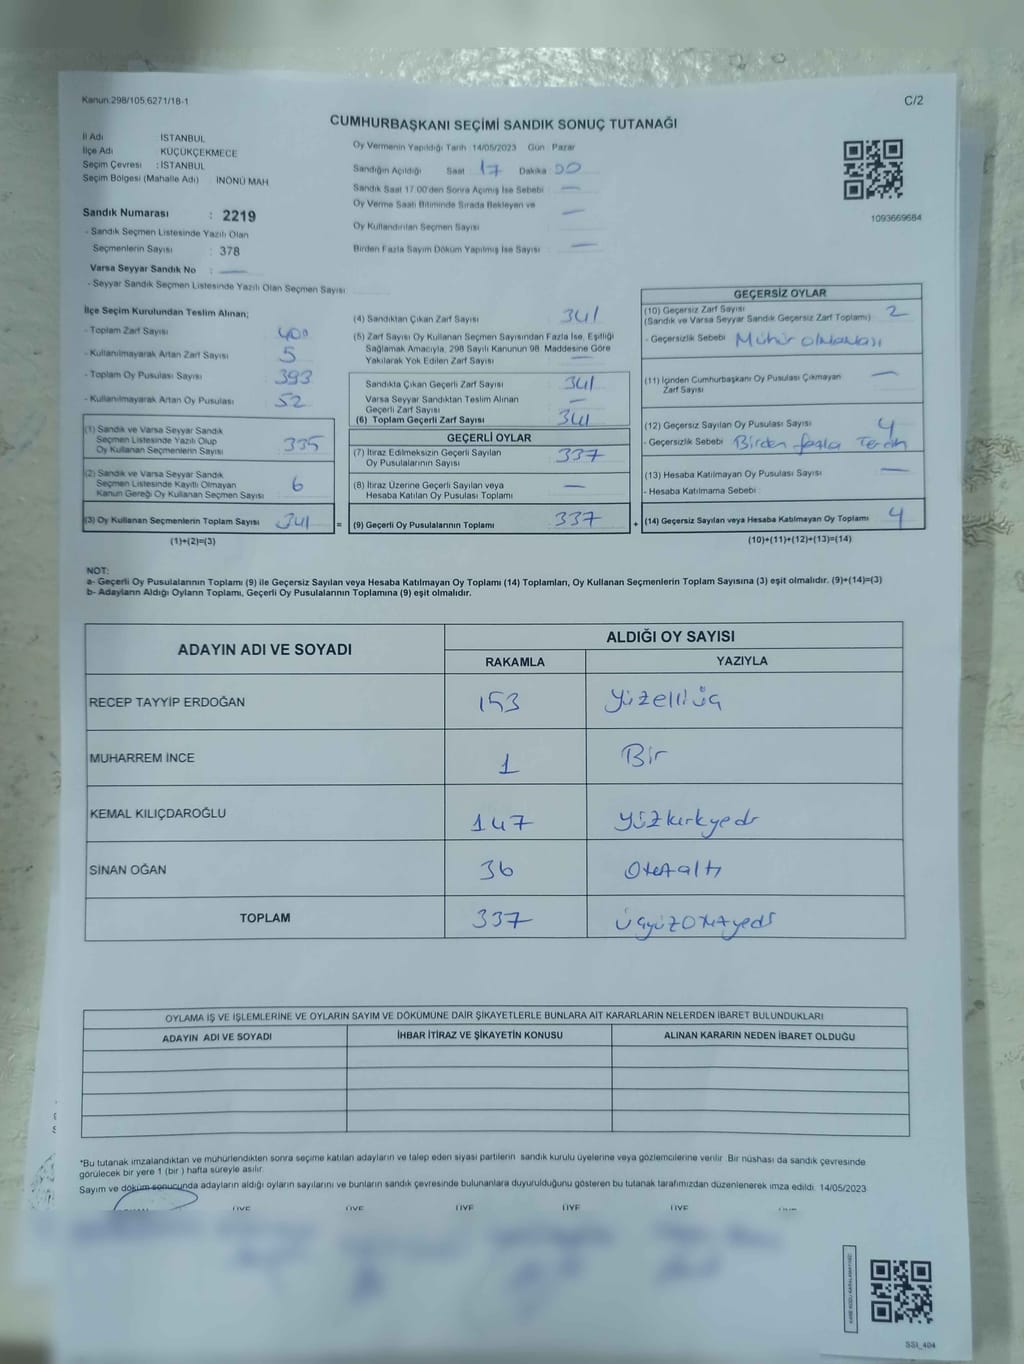 Kanun:298/105,6271/18-1
C/2
CUMHURBAŞKANI SEÇİMİ SANDIK SONUÇ TUTANAĞI
İl Adı İSTANBUL
İlçe Adı KÜÇÜKÇEKMECE
Seçim Çevresi : İSTANBUL
Seçim Bölgesi (Mahalle Adı) İNÖNÜ MAH
Sandık Numarası : 2219
- Sandık Seçmen Listesinde Yazılı Olan
Seçmenlerin Sayısı : 378
Varsa Seyyar Sandık No : —
- Seyyar Sandık Seçmen Listesinde Yazılı Olan Seçmen Sayısı
Oy Vermenin Yapıldığı Tarih : 14/05/2023 Gün : Pazar
Sandığın Açıldığı Saat 17 Dakika
Sandık Saat 17.00'den Sonra Açımış İse Sebebi —
Oy Verme Saati Bitiminde Sırada Bekleyen ve —
Oy Kullandırılan Seçmen Sayısı
Birden Fazla Sayım Döküm Yapılmış İse Sayısı —
1093669684
İlçe Seçim Kurulundan Teslim Alınan;
- Toplam Zarf Sayısı 400
- Kullanılmayarak Artan Zarf Sayısı 5
- Toplam Oy Pusulası Sayısı 393
- Kullanılmayarak Artan Oy Pusulası 52
(1) Sandık ve Varsa Seyyar Sandık
Seçmen Listesinde Yazılı Olup 335
Oy Kullanan Seçmenlerin Sayısı
(2) Sandık ve Varsa Seyyar Sandık
Seçmen Listesinde Kayıtlı Olmayan 6
Kanun Gereği Oy Kullanan Seçmen Sayısı
(3) Oy Kullanan Seçmenlerin Toplam Sayısı 341 =
(1)+(2)=(3)
(4) Sandıktan Çıkan Zarf Sayısı 341
(5) Zarf Sayısı Oy Kullanan Seçmen Sayısından Fazla İse, Eşitliği
Sağlamak Amacıyla, 298 Sayılı Kanunun 98. Maddesine Göre
Yakılarak Yok Edilen Zarf Sayısı —
Sandıkta Çıkan Geçerli Zarf Sayısı 341
Varsa Seyyar Sandıktan Teslim Alınan —
Geçerli Zarf Sayısı
(6) Toplam Geçerli Zarf Sayısı 341
GEÇERLİ OYLAR
(7) İtiraz Edilmeksizin Geçerli Sayılan 337
Oy Pusulalarının Sayısı
(8) İtiraz Üzerine Geçerli Sayılan veya —
Hesaba Katılan Oy Pusulası Toplamı
(9) Geçerli Oy Pusulalarının Toplamı 337 +
GEÇERSİZ OYLAR
(10) Geçersiz Zarf Sayısı 2
(Sandık ve Varsa Seyyar Sandık Geçersiz Zarf Toplamı)
- Geçersizlik Sebebi Mühür olmaması
(11) İçinden Cumhurbaşkanı Oy Pusulası Çıkmayan —
Zarf Sayısı
(12) Geçersiz Sayılan Oy Pusulası Sayısı 4
- Geçersizlik Sebebi Birden fazla Tercih
(13) Hesaba Katılmayan Oy Pusulası Sayısı —
- Hesaba Katılmama Sebebi
(14) Geçersiz Sayılan veya Hesaba Katılmayan Oy Toplamı 4
(10)+(11)+(12)+(13)=(14)
NOT:
a- Geçerli Oy Pusulalarının Toplamı (9) ile Geçersiz Sayılan veya Hesaba Katılmayan Oy Toplamı (14) Toplamları, Oy Kullanan Seçmenlerin Toplam Sayısına (3) eşit olmalıdır. (9)+(14)=(3)
b- Adayların Aldığı Oyların Toplamı, Geçerli Oy Pusulalarının Toplamına (9) eşit olmalıdır.
ADAYIN ADI VE SOYADI ALDIĞI OY SAYISI
RAKAMLA YAZIYLA
RECEP TAYYİP ERDOĞAN 153 yüzelliüç
MUHARREM İNCE 1 Bir
KEMAL KILIÇDAROĞLU 147 yüzkırkyedi
SİNAN OĞAN 36 Otuzaltı
TOPLAM 337 üçyüzotuzyedi
OYLAMA İŞ VE İŞLEMLERİNE VE OYLARIN SAYIM VE DÖKÜMÜNE DAİR ŞİKAYETLERLE BUNLARA AİT KARARLARIN NELERDEN İBARET BULUNDUKLARI
ADAYIN ADI VE SOYADI İHBAR İTİRAZ VE ŞİKAYETİN KONUSU ALINAN KARARIN NEDEN İBARET OLDUĞU
*Bu tutanak imzalandıktan ve mühürlendikten sonra seçime katılan adayların ve talep eden siyasi partilerin sandık kurulu üyelerine veya gözlemcilerine verilir. Bir nüshası da sandık çevresinde
görülecek bir yere 1 (bir ) hafta süreyle asılır.
Sayım ve döküm sonucunda adayların aldığı oyların sayılarını ve bunların sandık çevresinde bulunanlara duyurulduğunu gösteren bu tutanak tarafımızdan düzenlenerek imza edildi. 14/05/2023
ÜYE ÜYE ÜYE ÜYE ÜYE
SSİ_404